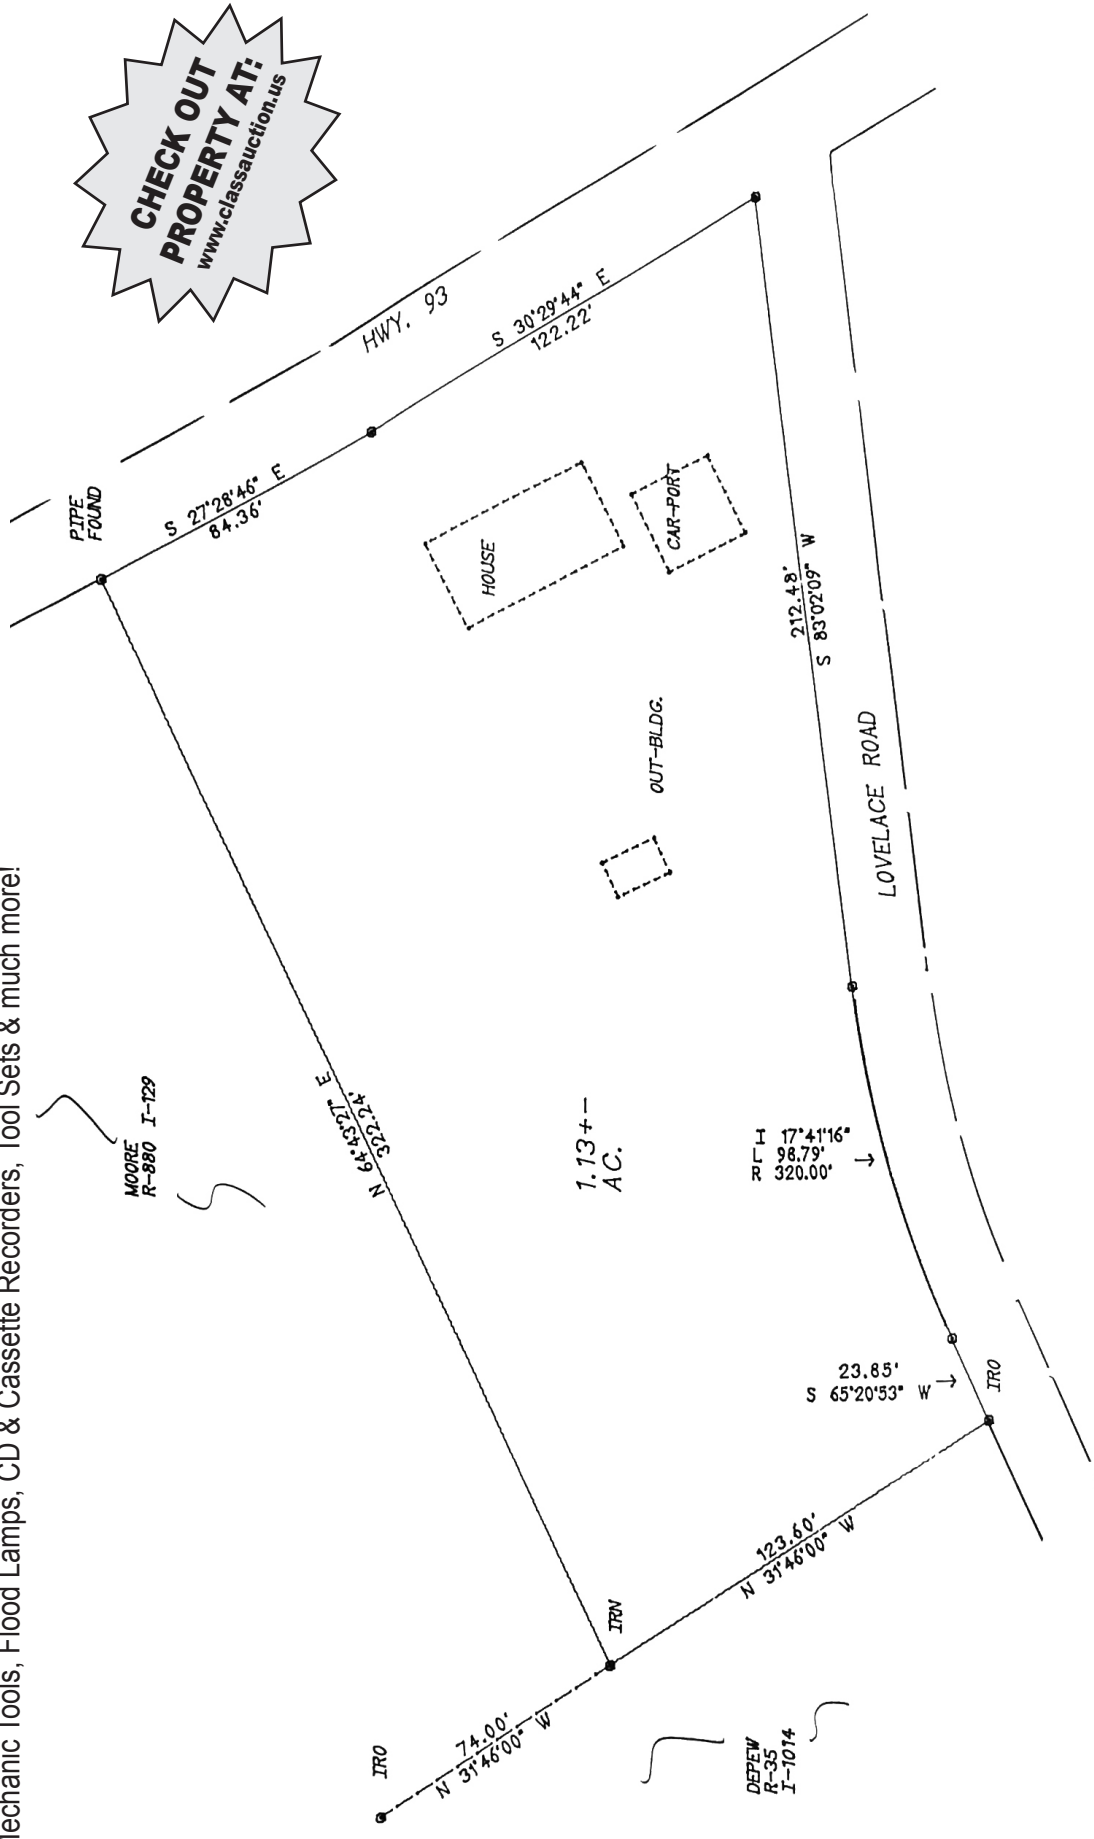 CHECK OUT
PROPERTY AT:
www.classauction.us
HWY. 93
S 30°29'44" E
122.22'
PIPE
FOUND
S 27°28'46" E
84.36'
HOUSE
CAR-PORT
212.48'
S 83°02'09" W
OUT-BLDG.
LOVELACE ROAD
echanic Tools, Flood Lamps, CD & Cassette Recorders, Tool Sets & much more!
MOORE
R-880 I-129
N 64°43'27" E
322.24'
1.13+-
AC.
I 17°41'16"
L 98.79'
R 320.00'
23.85'
S 65°20'53" W
IRO
123.60'
N 31°46'00" W
IRN
74.00'
N 31°46'00" W
IRO
DEPEW
R-35
I-1014